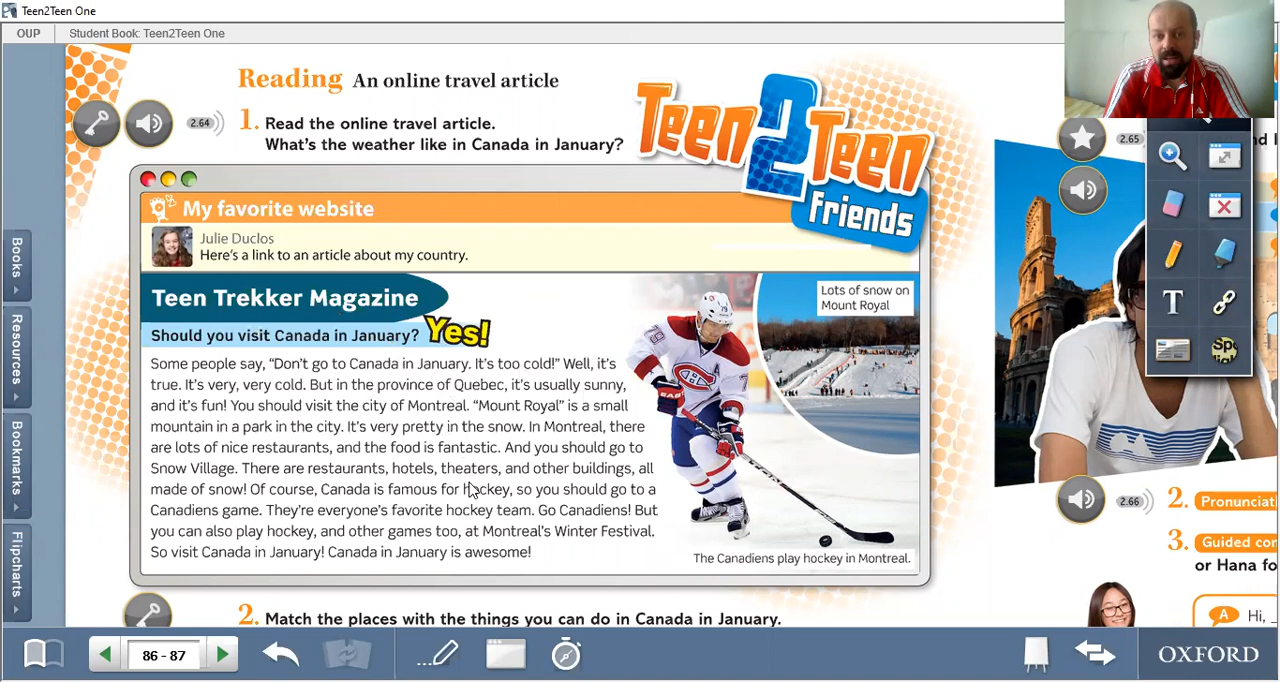 Teen2Teen One
OUP
Student Book: Teen2Teen One
Reading An online travel article
2.64
1. Read the online travel article.
What's the weather like in Canada in January?
Teen2Teen
friends
My favorite website
Julie Duclos
Here's a link to an article about my country.
Teen Trekker Magazine
Should you visit Canada in January? Yes!
Some people say, “Don't go to Canada in January. It's too cold!” Well, it's
true. It's very, very cold. But in the province of Quebec, it's usually sunny,
and it's fun! You should visit the city of Montreal. “Mount Royal” is a small
mountain in a park in the city. It's very pretty in the snow. In Montreal, there
are lots of nice restaurants, and the food is fantastic. And you should go to
Snow Village. There are restaurants, hotels, theaters, and other buildings, all
made of snow! Of course, Canada is famous for hockey, so you should go to a
Canadiens game. They're everyone's favorite hockey team. Go Canadiens! But
you can also play hockey, and other games too, at Montreal's Winter Festival.
So visit Canada in January! Canada in January is awesome!
Lots of snow on
Mount Royal
79
The Canadiens play hockey in Montreal.
2. Match the places with the things you can do in Canada in January.
2.65
T
Spo
2.66
2. Pronunciati
3. Guided con
or Hana fo
A Hi,
Books
Resources
Bookmarks
Flipcharts
86 - 87
OXFORD